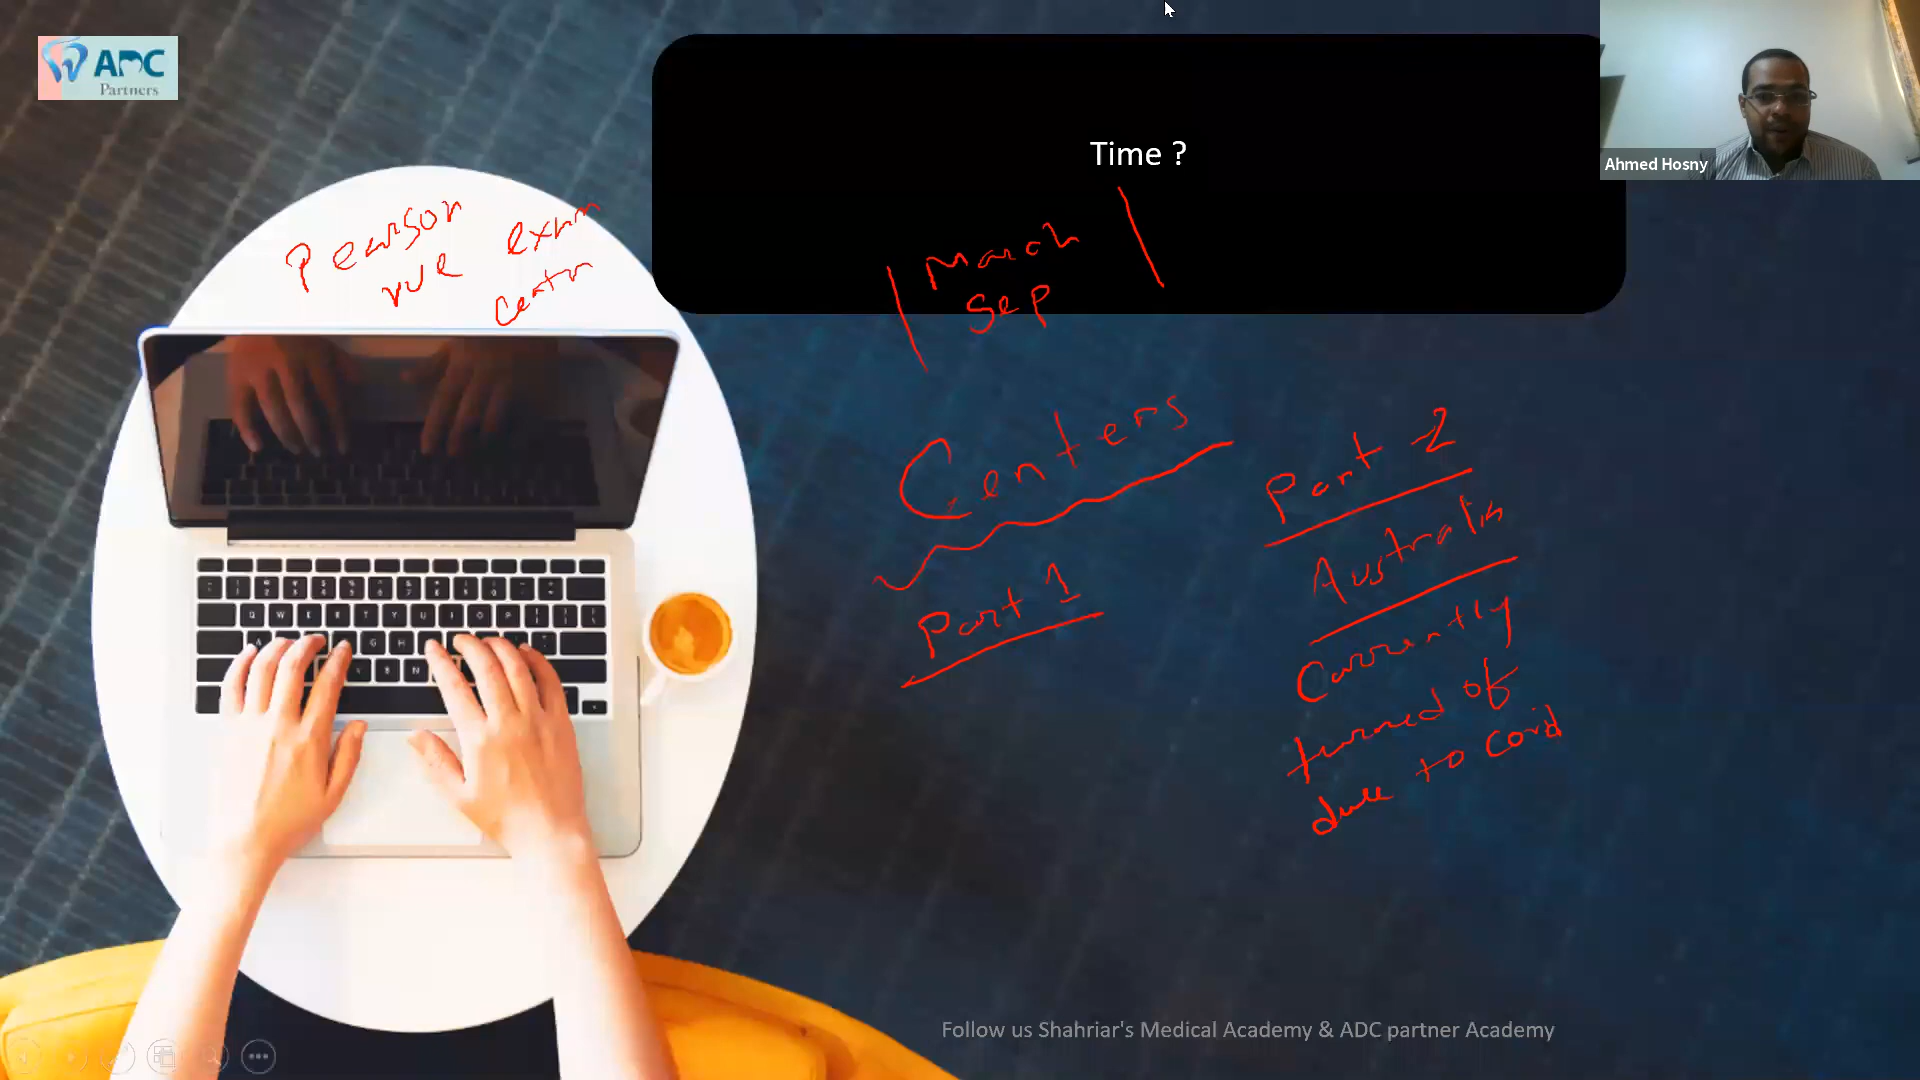 ADC
Partners
Time ?
Ahmed Hosny
Pearson
vue exam
Center
March
Sep
Centers
Part 1
Part 2
Australia
Currently
turned of
due to Covid
Follow us Shahriar's Medical Academy & ADC partner Academy